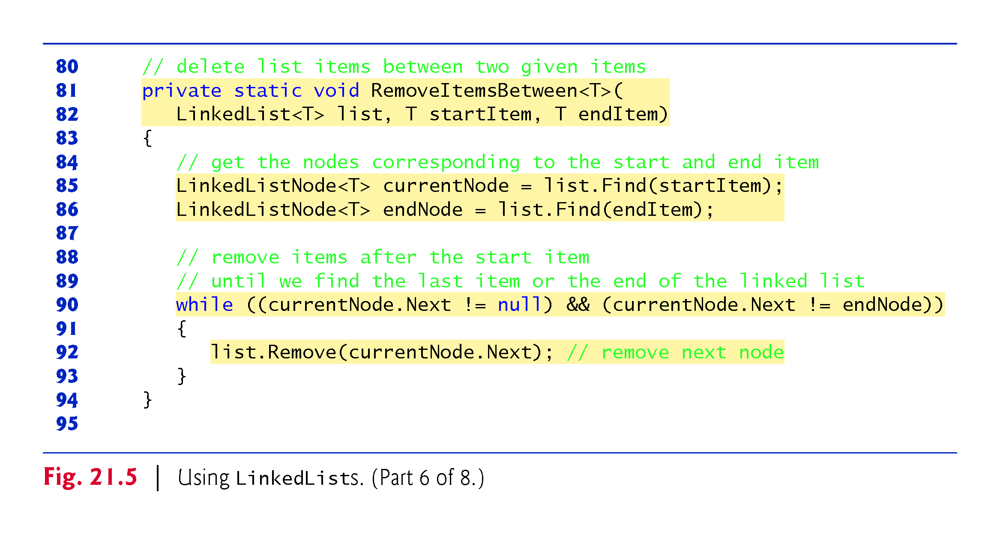 80 // delete list items between two given items
81 private static void RemoveItemsBetween<T>(
82 LinkedList<T> list, T startItem, T endItem)
83 {
84 // get the nodes corresponding to the start and end item
85 LinkedListNode<T> currentNode = list.Find(startItem);
86 LinkedListNode<T> endNode = list.Find(endItem);
87
88 // remove items after the start item
89 // until we find the last item or the end of the linked list
90 while ((currentNode.Next != null) && (currentNode.Next != endNode))
91 {
92 list.Remove(currentNode.Next); // remove next node
93 }
94 }
95
Fig. 21.5 | Using LinkedLists. (Part 6 of 8.)